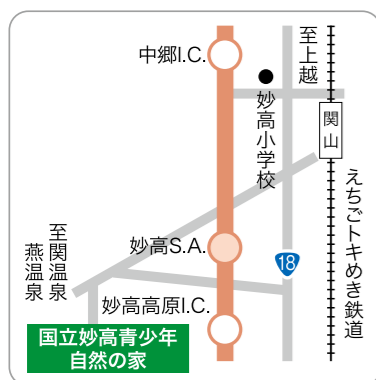 中郷I.C.
至上越
妙高小学校
関山
えちごトキめき鉄道
妙高S.A.
18
至関温泉
燕温泉
妙高高原I.C.
国立妙高青少年
自然の家